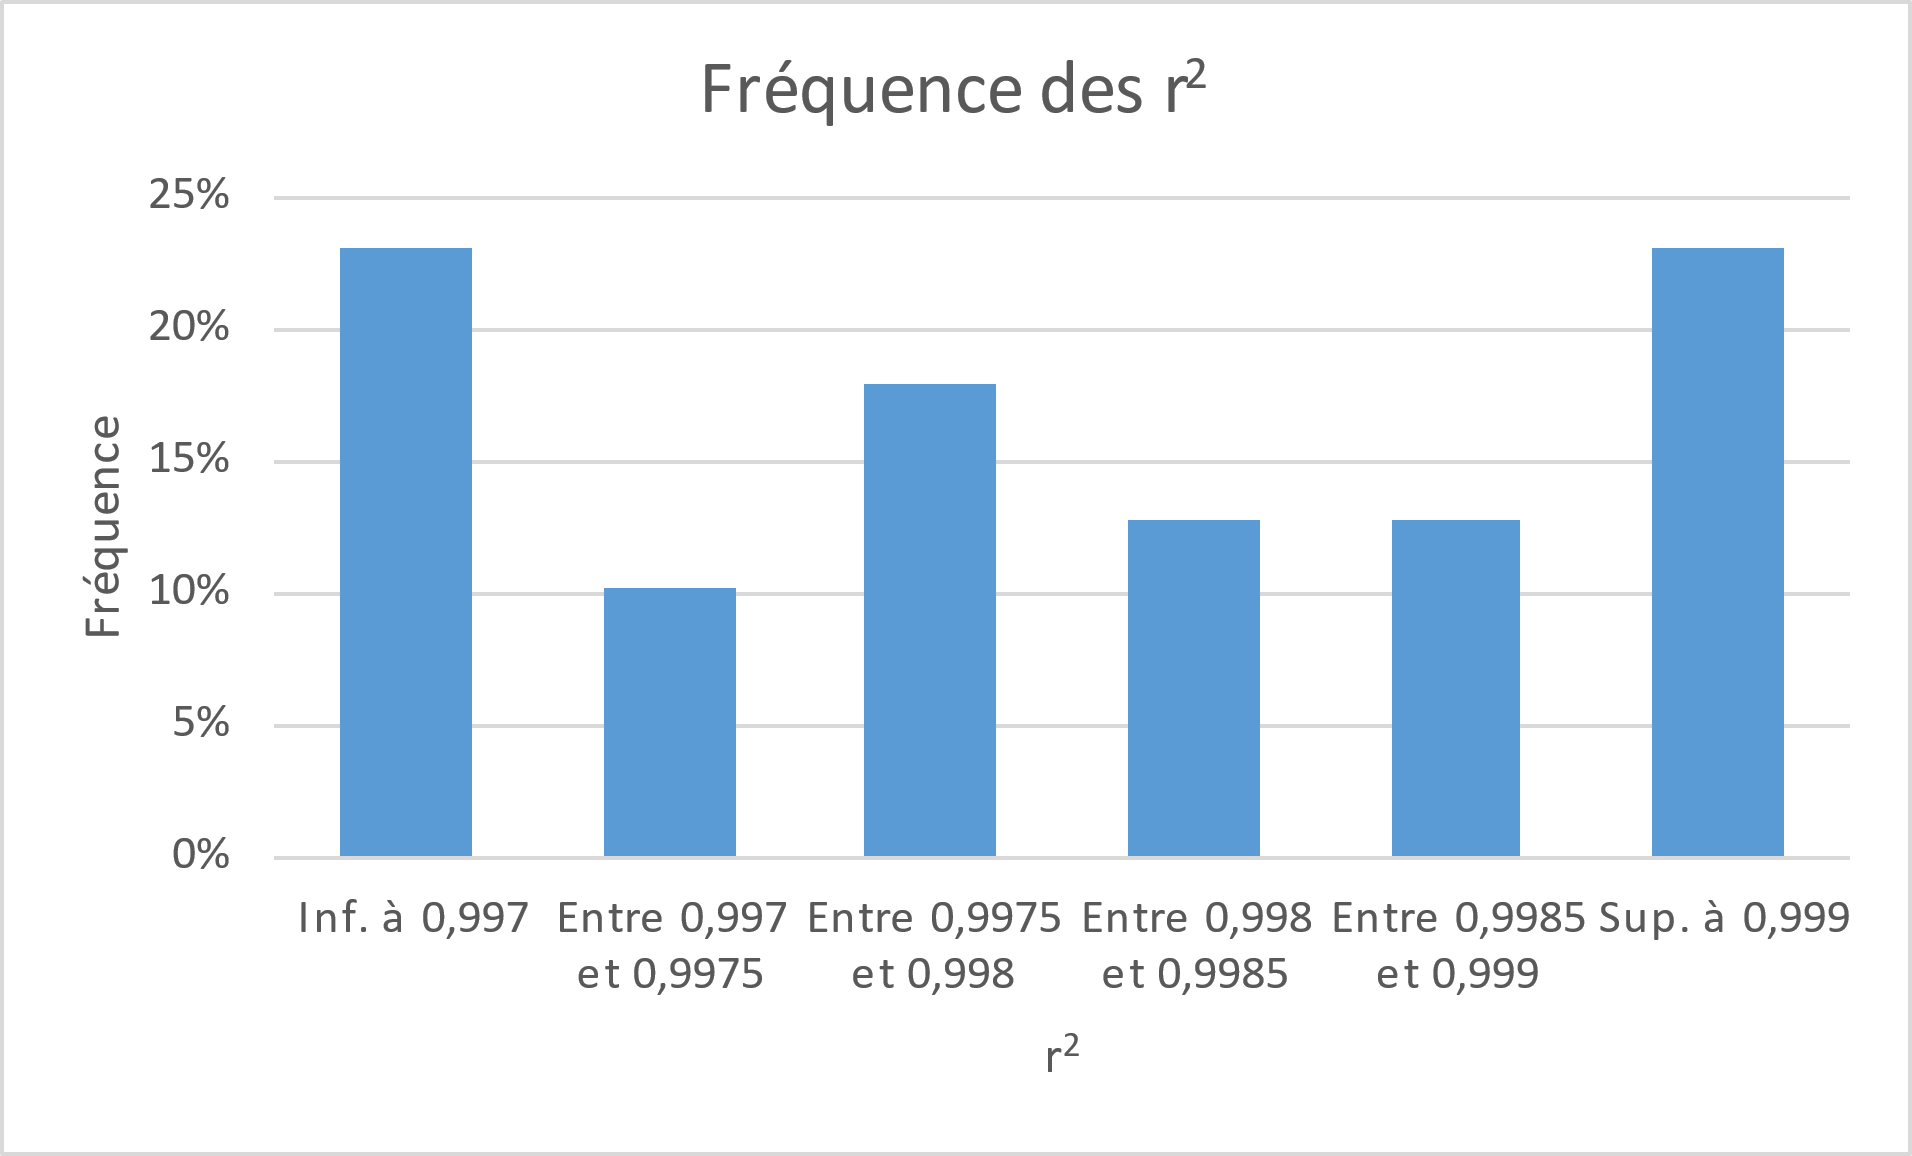 Fréquence des r²
25%
20%
15%
10%
5%
0%
Fréquence
Inf. à 0,997
Entre 0,997
et 0,9975
Entre 0,9975
et 0,998
Entre 0,998
et 0,9985
Entre 0,9985
et 0,999
Sup. à 0,999
r²